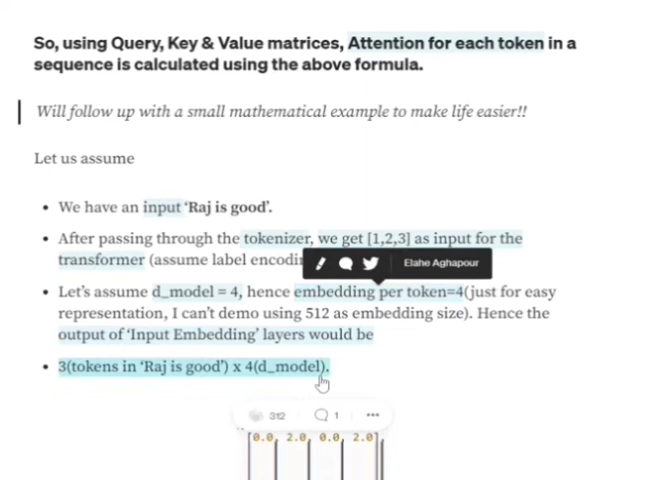 So, using Query, Key & Value matrices, Attention for each token in a
sequence is calculated using the above formula.
Will follow up with a small mathematical example to make life easier!!
Let us assume
• We have an input ‘Raj is good’.
• After passing through the tokenizer, we get [1,2,3] as input for the
transformer (assume label encodi
Elahe Aghapour
• Let’s assume d_model = 4, hence embedding per token=4(just for easy
representation, I can’t demo using 512 as embedding size). Hence the
output of ‘Input Embedding’ layers would be
• 3(tokens in ‘Raj is good’) x 4(d_model).
312 1
[0.0, 2.0, 0.0, 2.0],